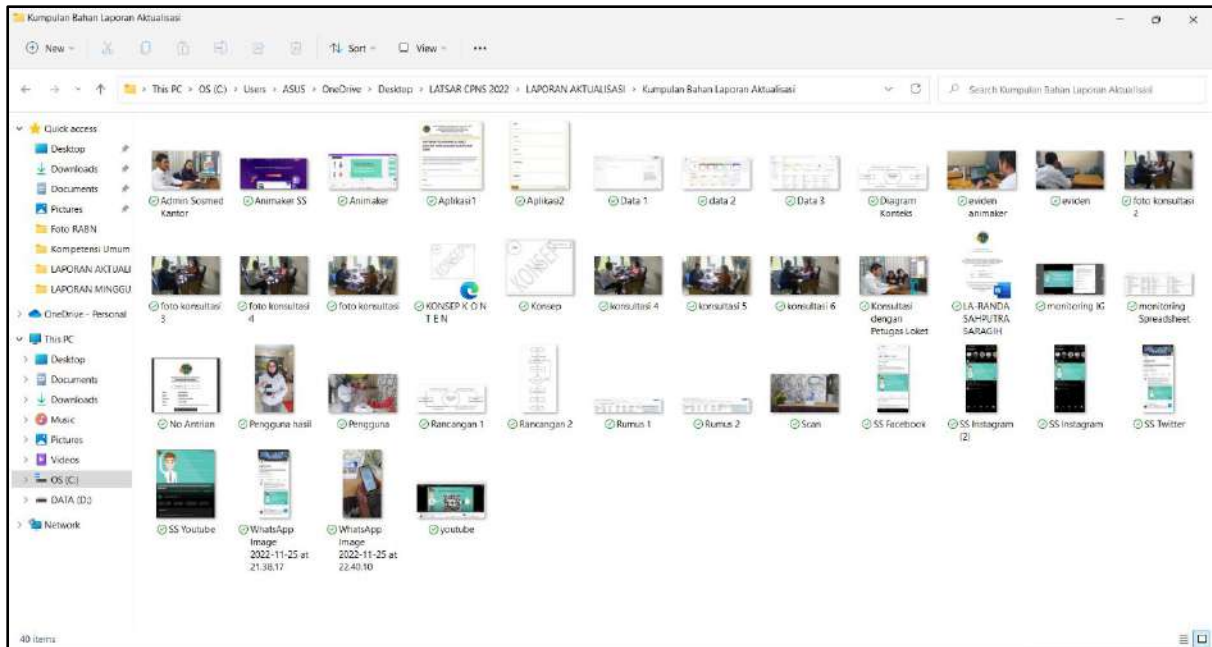 Kumpulan Bahan Laporan Aktualisasi
New
Sort
View
This PC > OS (C:) > Users > ASUS > OneDrive > Desktop > LATSAR CPNS 2022 > LAPORAN AKTUALISASI > Kumpulan Bahan Laporan Aktualisasi
Search Kumpulan Bahan Laporan Aktualisasi
Quick access
Desktop
Downloads
Documents
Pictures
Foto RABN
Kompetensi Umum
LAPORAN AKTUALI
LAPORAN MINGGU
OneDrive - Personal
This PC
Desktop
Documents
Downloads
Music
Pictures
Videos
OS (C:)
DATA (D:)
Network
Admin Sosmed
Kantor
Animaker SS
Animaker
Aplikasi1
Aplikasi2
Data 1
data 2
Data 3
Diagram
Konteks
eviden
animaker
eviden
foto konsultasi
2
foto konsultasi
3
foto konsultasi
4
foto konsultasi
KONSEP
KONSEP K O N
T E N
KONSEP
Konsep
konsultasi 4
konsultasi 5
konsultasi 6
Konsultasi
dengan
Petugas Loket
LA-RANDA
SAHPUTRA
SARAGIH
monitoring IG
monitoring
Spreadsheet
No Antrian
Pengguna hasil
Pengguna
Rancangan 1
Rancangan 2
Rumus 1
Rumus 2
Scan
SS Facebook
SS Instagram
(2)
SS Instagram
SS Twitter
SS Youtube
WhatsApp
Image
2022-11-25 at
21.38.17
WhatsApp
Image
2022-11-25 at
22.40.10
youtube
40 items